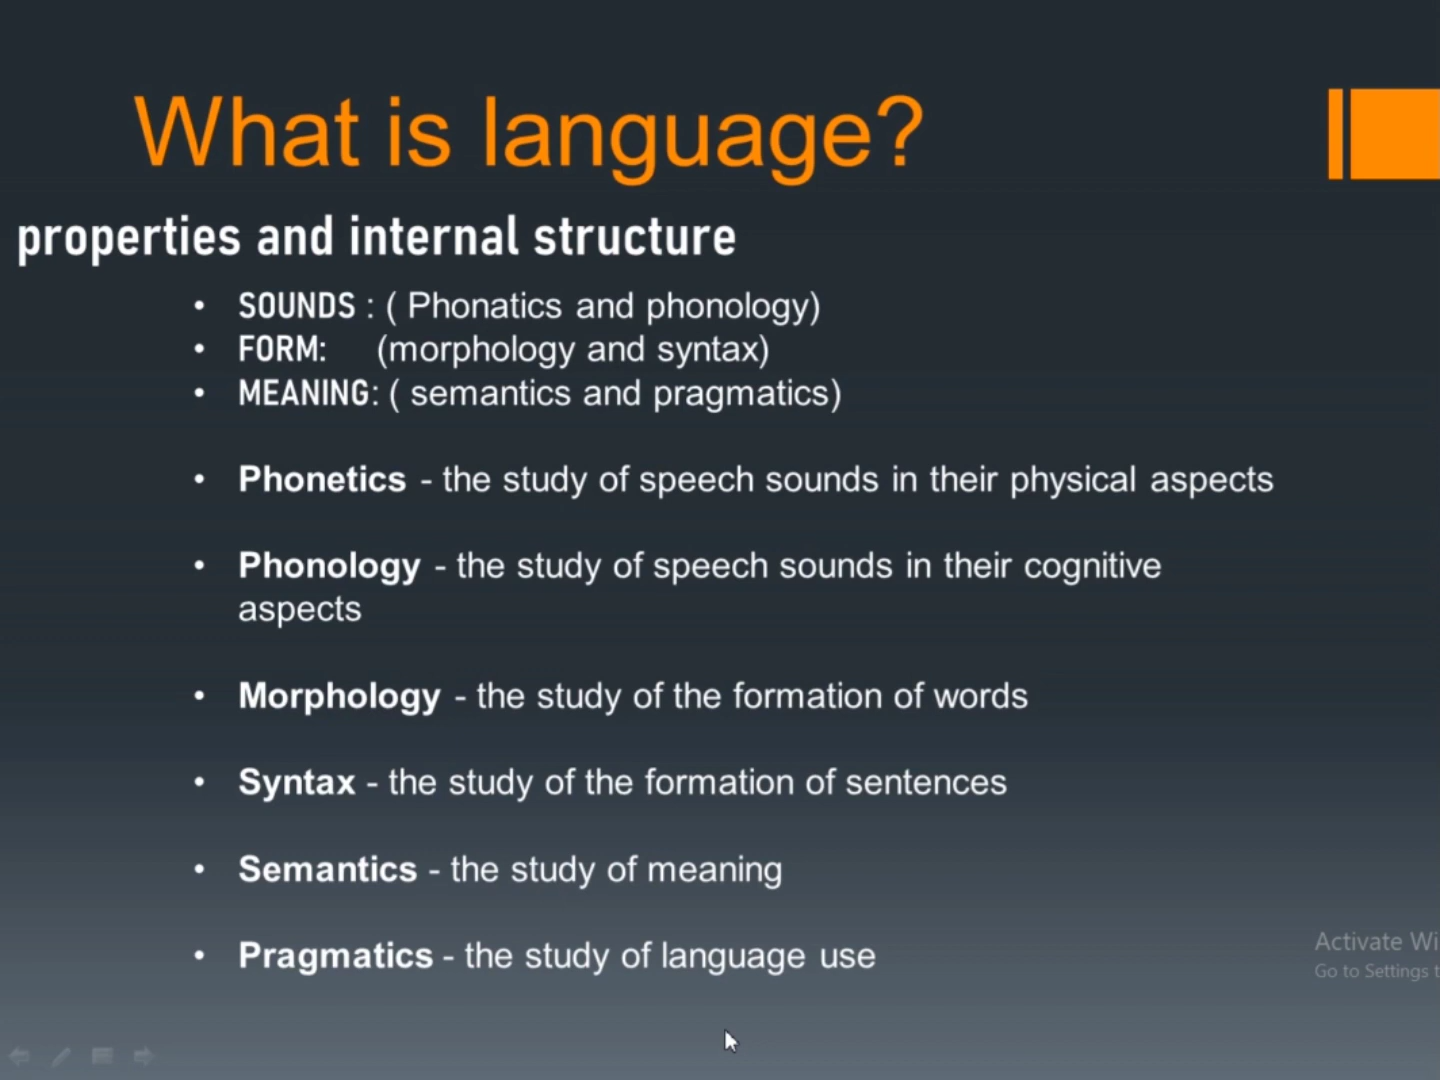 What is language?
properties and internal structure
• SOUNDS : ( Phonatics and phonology)
• FORM: (morphology and syntax)
• MEANING: ( semantics and pragmatics)
• Phonetics - the study of speech sounds in their physical aspects
• Phonology - the study of speech sounds in their cognitive
aspects
• Morphology - the study of the formation of words
• Syntax - the study of the formation of sentences
• Semantics - the study of meaning
• Pragmatics - the study of language use
Activate Wi
Go to Settings t